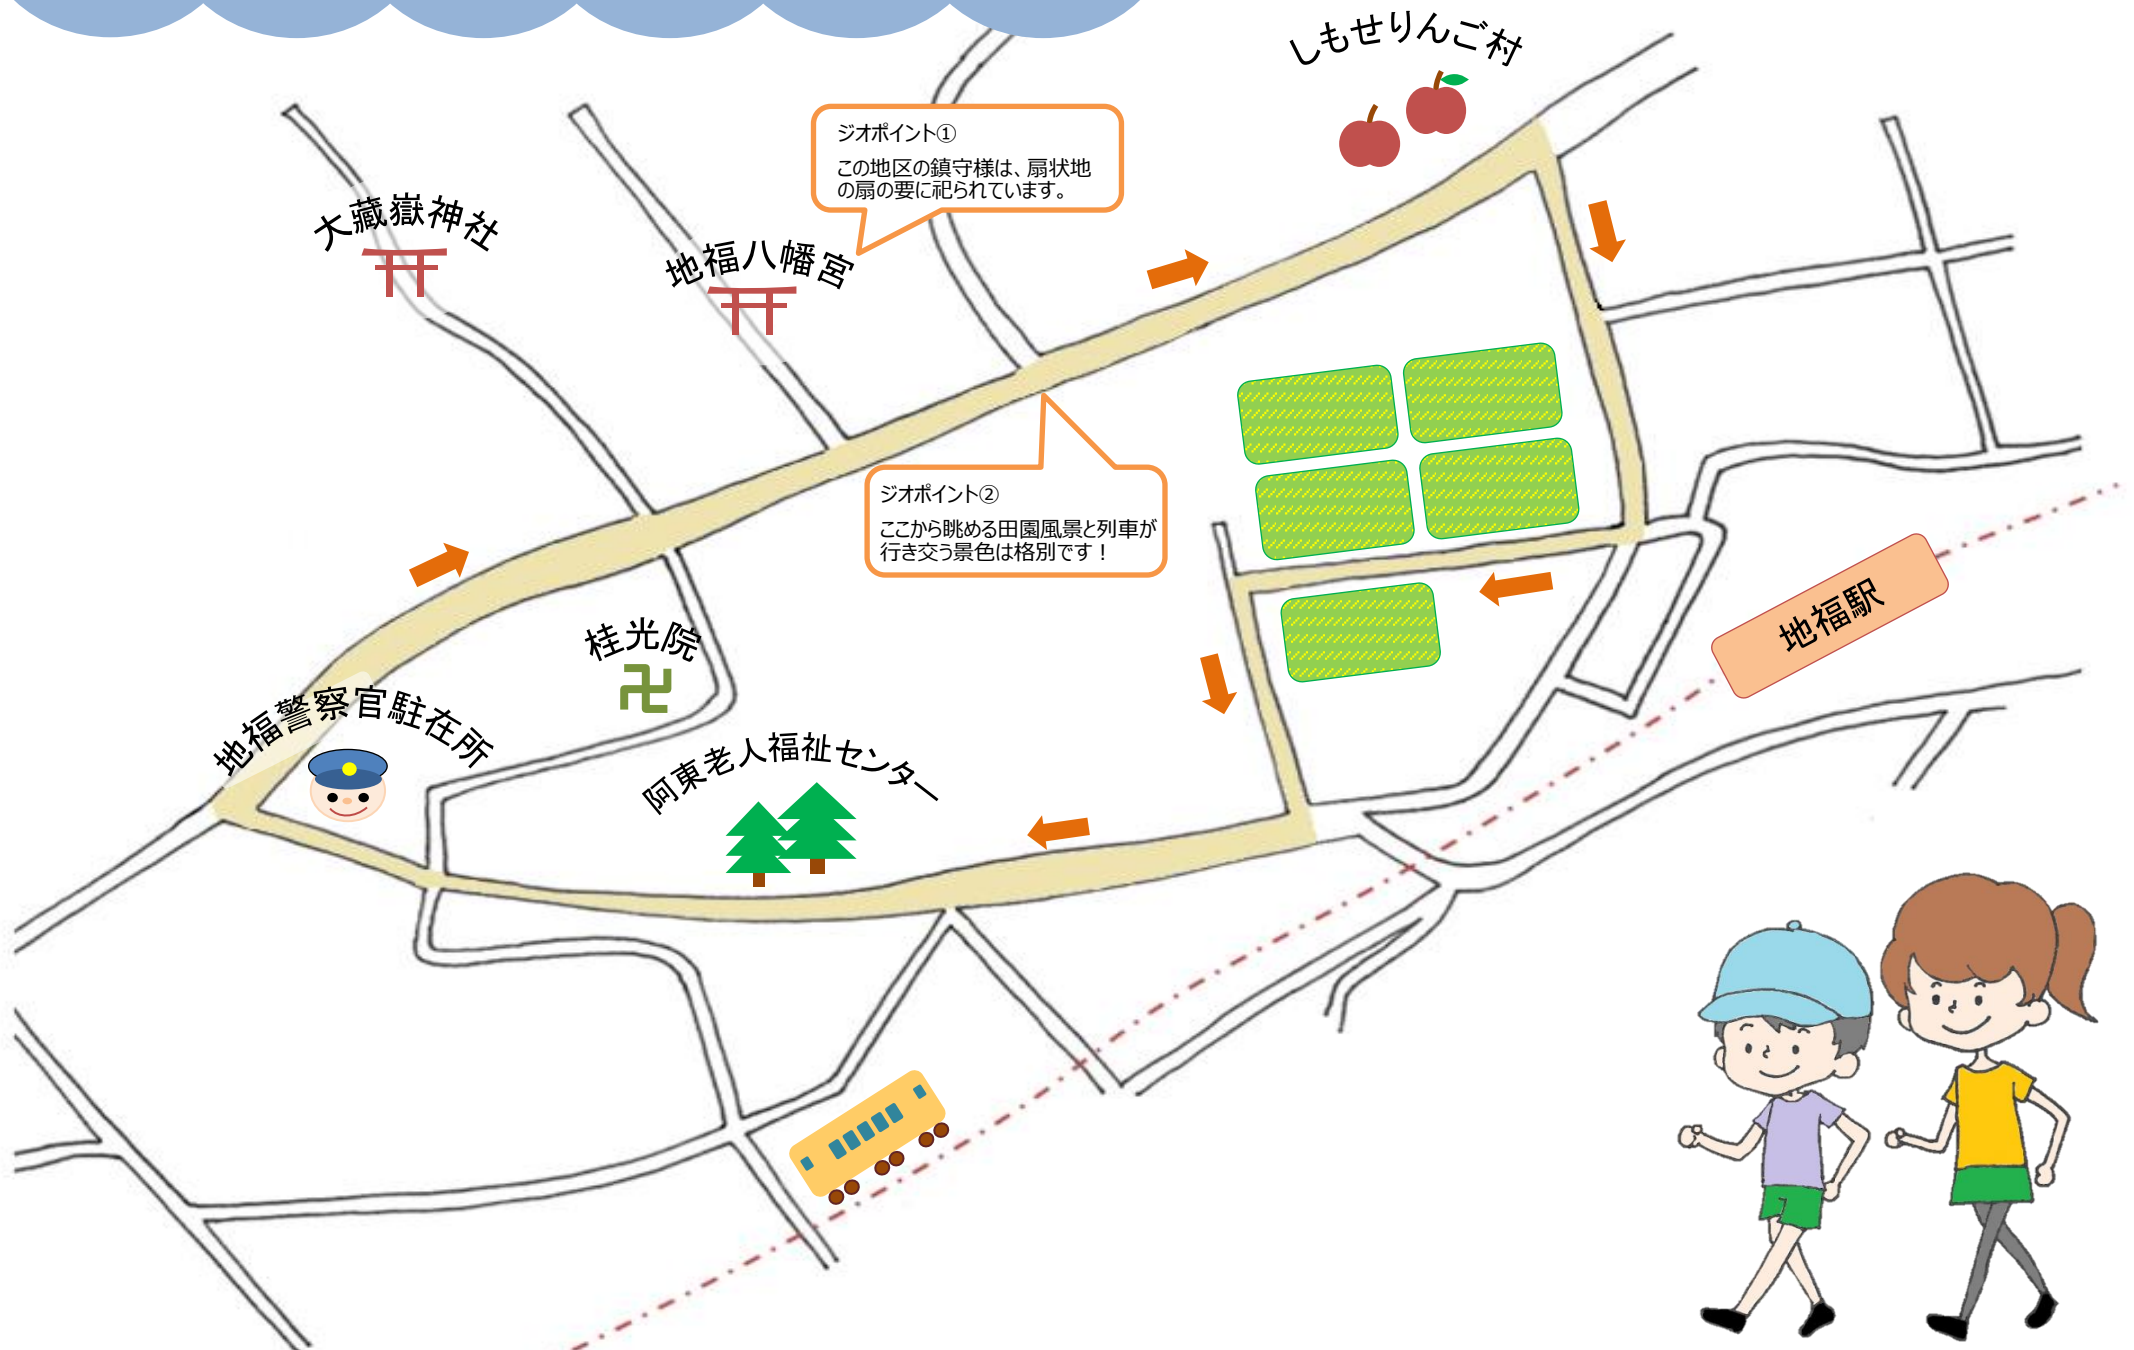 しもせりんご村
ジオポイント①
この地区の鎮守様は、扇状地
の扇の要に祀られています。
大藏嶽神社
地福八幡宮
ジオポイント②
ここから眺める田園風景と列車が
行き交う景色は格別です！
地福駅
桂光院
地福警察官駐在所
阿東老人福祉センター